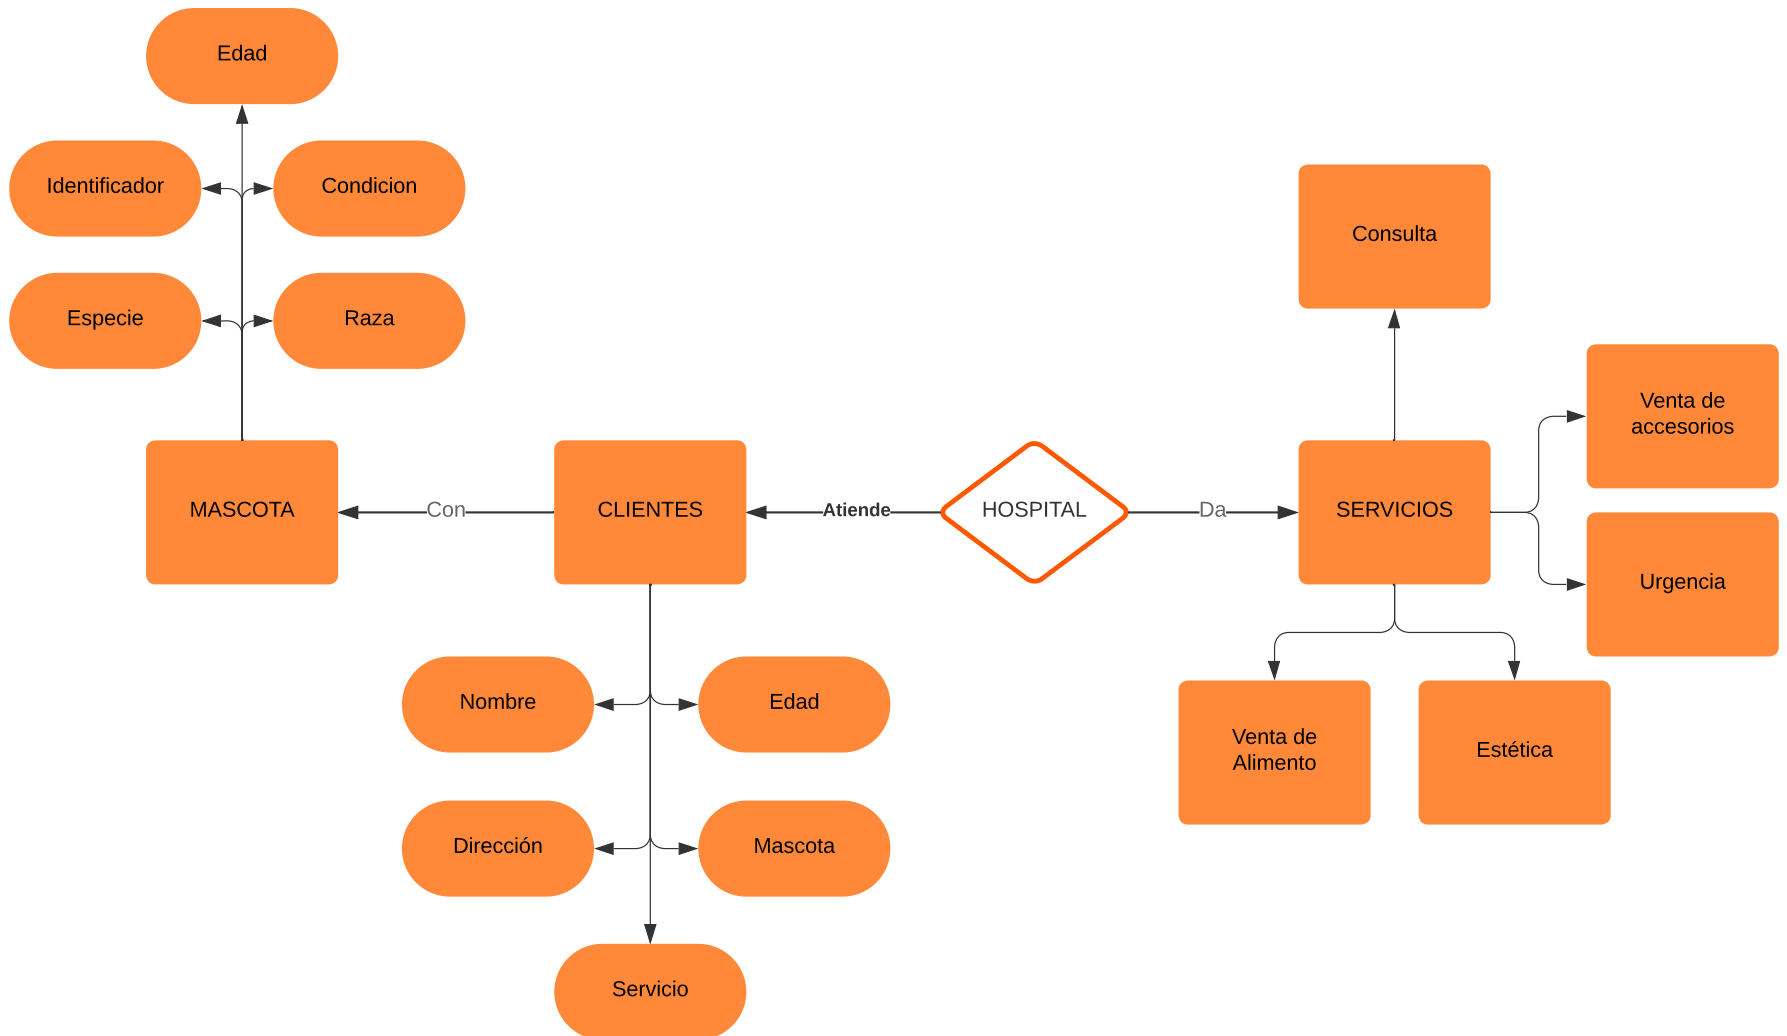 Edad
Identificador
Condicion
Especie
Raza
MASCOTA
Con
CLIENTES
Atiende
HOSPITAL
Da
SERVICIOS
Consulta
Venta de
accesorios
Urgencia
Venta de
Alimento
Estética
Nombre
Edad
Dirección
Mascota
Servicio